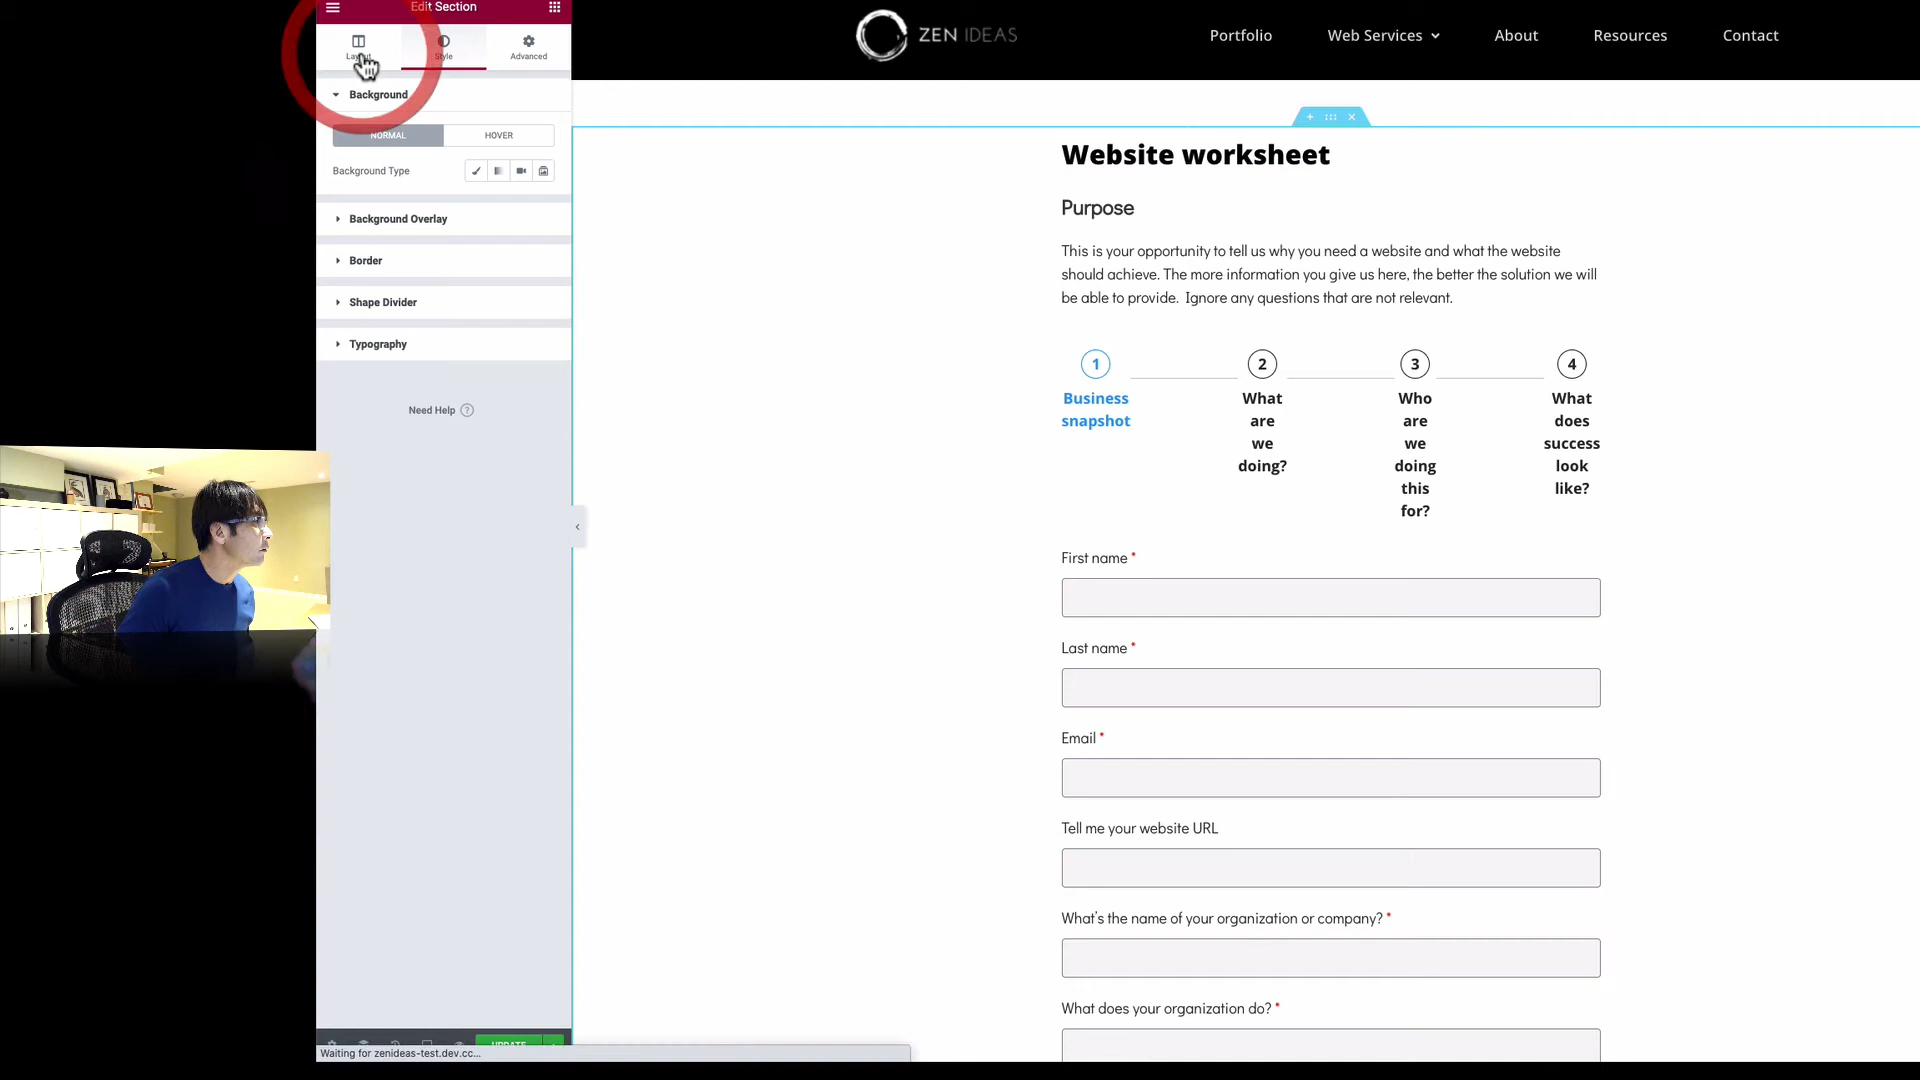 Edit Section
Layout
Style
Advanced
Background
NORMAL
HOVER
Background Type
Background Overlay
Border
Shape Divider
Typography
Need Help ?
UPDATE
Waiting for zenideas-test.dev.cc...
ZEN IDEAS
Portfolio
Web Services
About
Resources
Contact
Website worksheet
Purpose
This is your opportunity to tell us why you need a website and what the website
should achieve. The more information you give us here, the better the solution we will
be able to provide. Ignore any questions that are not relevant.
1
Business
snapshot
2
What
are
we
doing?
3
Who
are
we
doing
this
for?
4
What
does
success
look
like?
First name *
Last name *
Email *
Tell me your website URL
What's the name of your organization or company? *
What does your organization do? *